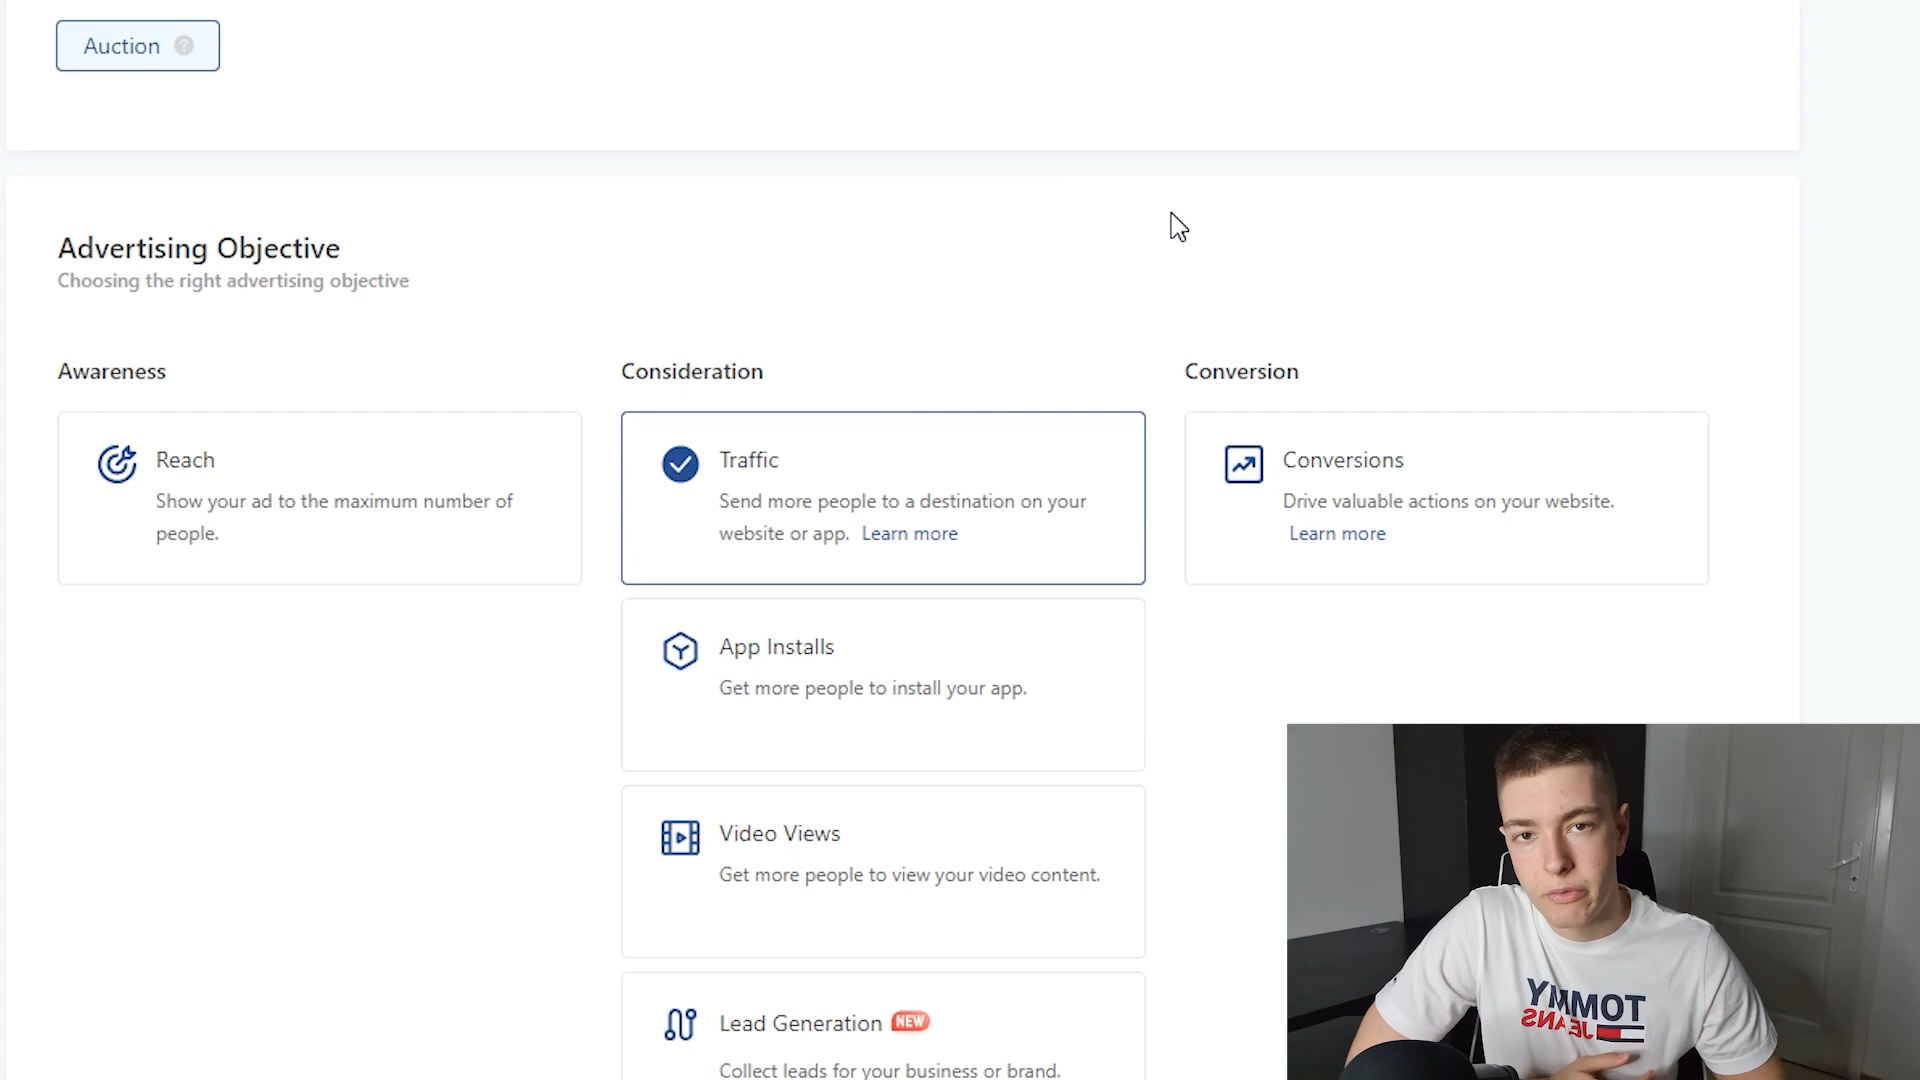 Auction
Advertising Objective
Choosing the right advertising objective
Awareness
Reach
Show your ad to the maximum number of
people.
Consideration
Traffic
Send more people to a destination on your
website or app. Learn more
App Installs
Get more people to install your app.
Video Views
Get more people to view your video content.
Lead Generation NEW
Collect leads for your business or brand.
Conversion
Conversions
Drive valuable actions on your website.
Learn more
TOMMY
JEANS